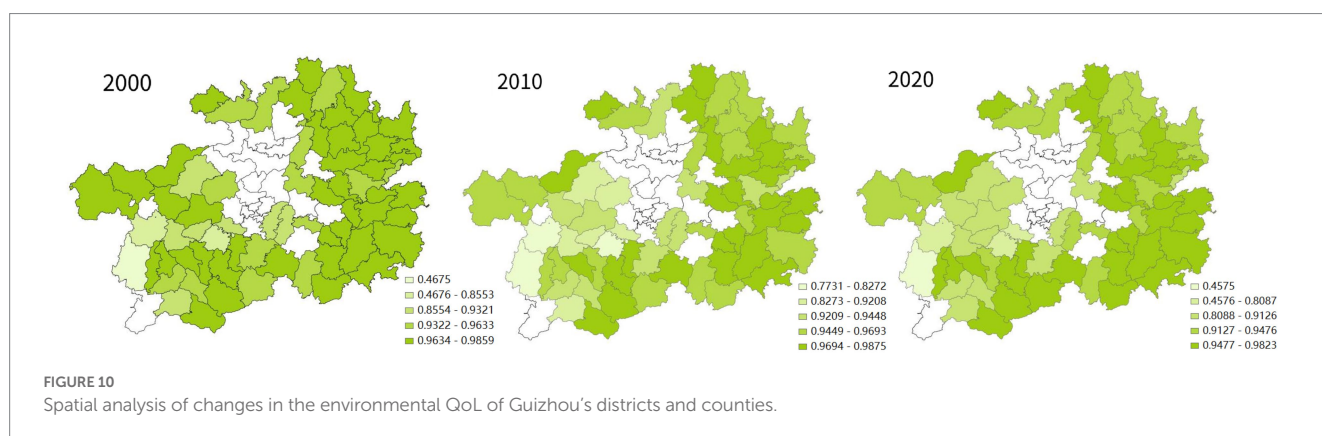 2000
0.4675
0.4676 - 0.8553
0.8554 - 0.9321
0.9322 - 0.9633
0.9634 - 0.9859
2010
0.7731 - 0.8272
0.8273 - 0.9208
0.9209 - 0.9448
0.9449 - 0.9693
0.9694 - 0.9875
2020
0.4575
0.4576 - 0.8087
0.8088 - 0.9126
0.9127 - 0.9476
0.9477 - 0.9823
FIGURE 10
Spatial analysis of changes in the environmental QoL of Guizhou's districts and counties.